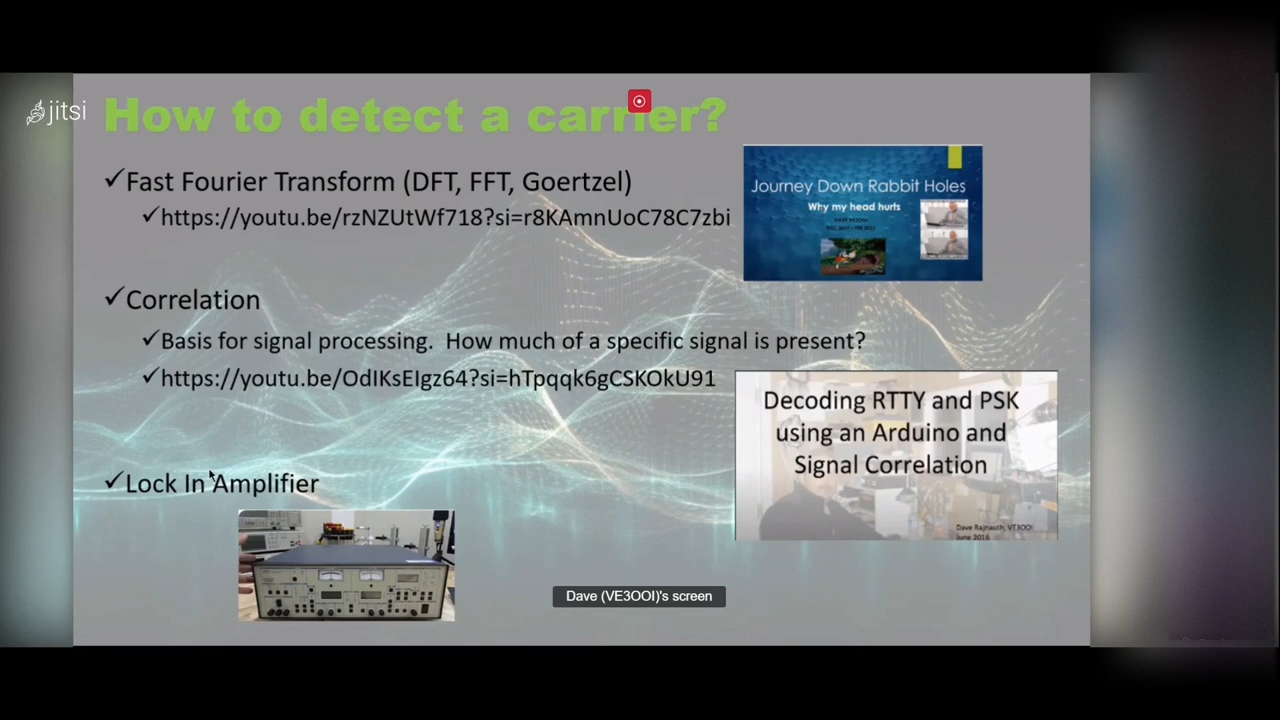 jitsi
How to detect a carrier?
✓Fast Fourier Transform (DFT, FFT, Goertzel)
✓https://youtu.be/rzNZUtWf718?si=r8KAmnUoC78C7zbi
Journey Down Rabbit Holes
Why my head hurts
✓Correlation
✓Basis for signal processing.  How much of a specific signal is present?
✓https://youtu.be/OdIKsEIgz64?si=hTpqqk6gCSKOkU91
Decoding RTTY and PSK
using an Arduino and
Signal Correlation
Dave Rajnauth, VE3OOI
June 2016
✓Lock In Amplifier
Dave (VE3OOI)'s screen